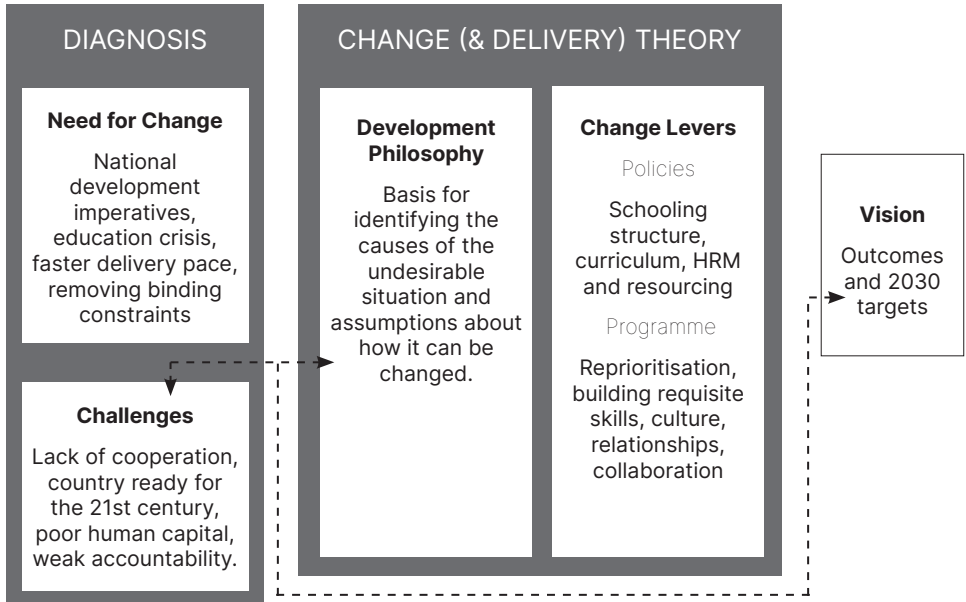 DIAGNOSIS
Need for Change
National
development
imperatives,
education crisis,
faster delivery pace,
removing binding
constraints
Challenges
Lack of cooperation,
country ready for
the 21st century,
poor human capital,
weak accountability.
CHANGE (& DELIVERY) THEORY
Development
Philosophy
Basis for
identifying the
causes of the
undesirable
situation and
assumptions about
how it can be
changed.
Change Levers
Policies
Schooling
structure,
curriculum, HRM
and resourcing
Programme
Reprioritisation,
building requisite
skills, culture,
relationships,
collaboration
Vision
Outcomes
and 2030
targets